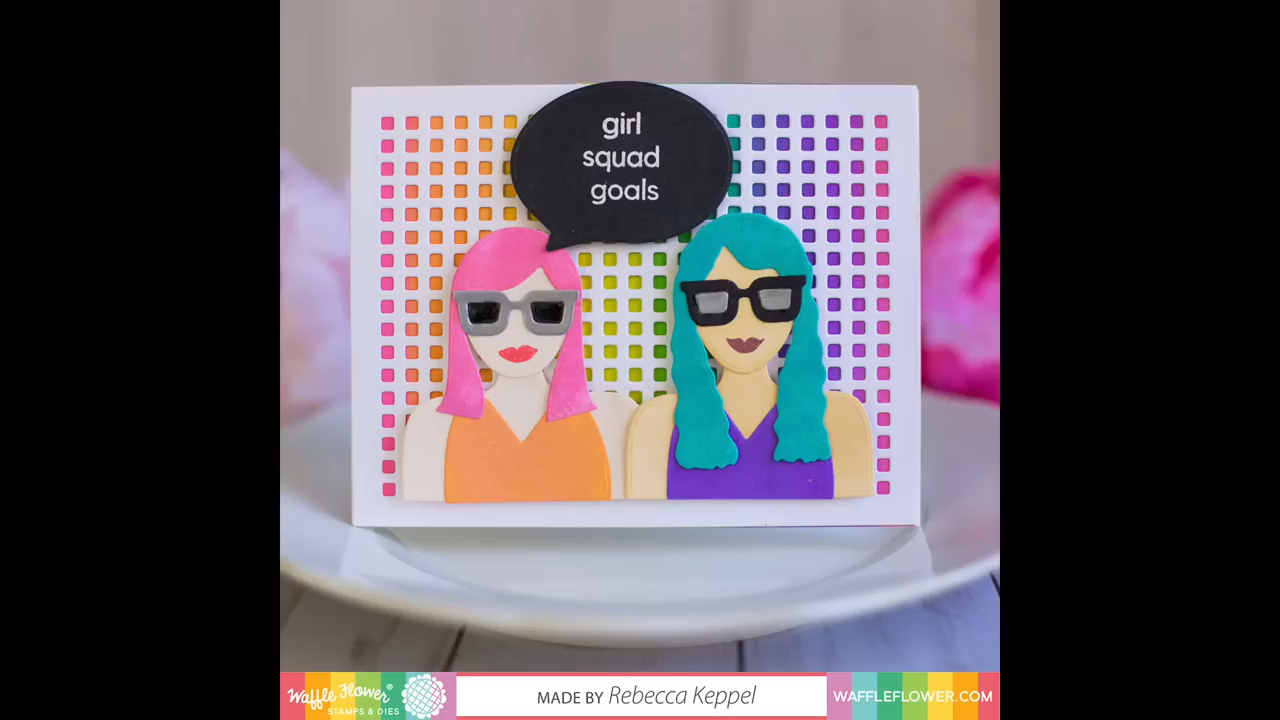 girl
squad
goals
Waffle Flower®
STAMPS & DIES
MADE BY Rebecca Keppel
WAFFLEFLOWER.COM